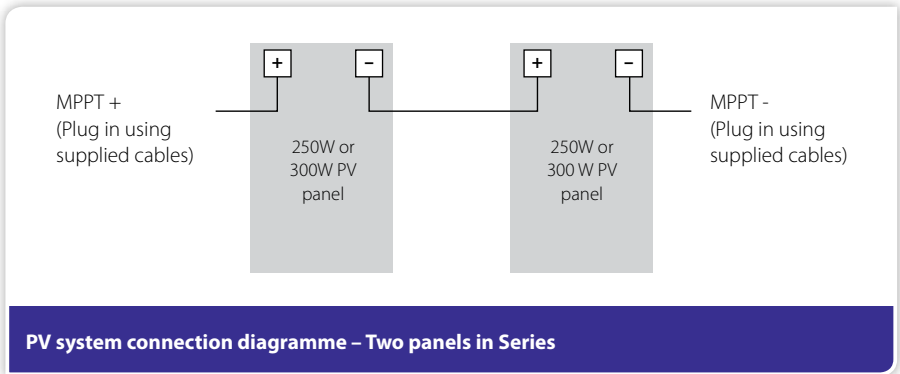 + − + −
MPPT +
(Plug in using
supplied cables)
250W or
300W PV
panel
250W or
300 W PV
panel
MPPT -
(Plug in using
supplied cables)
PV system connection diagramme – Two panels in Series